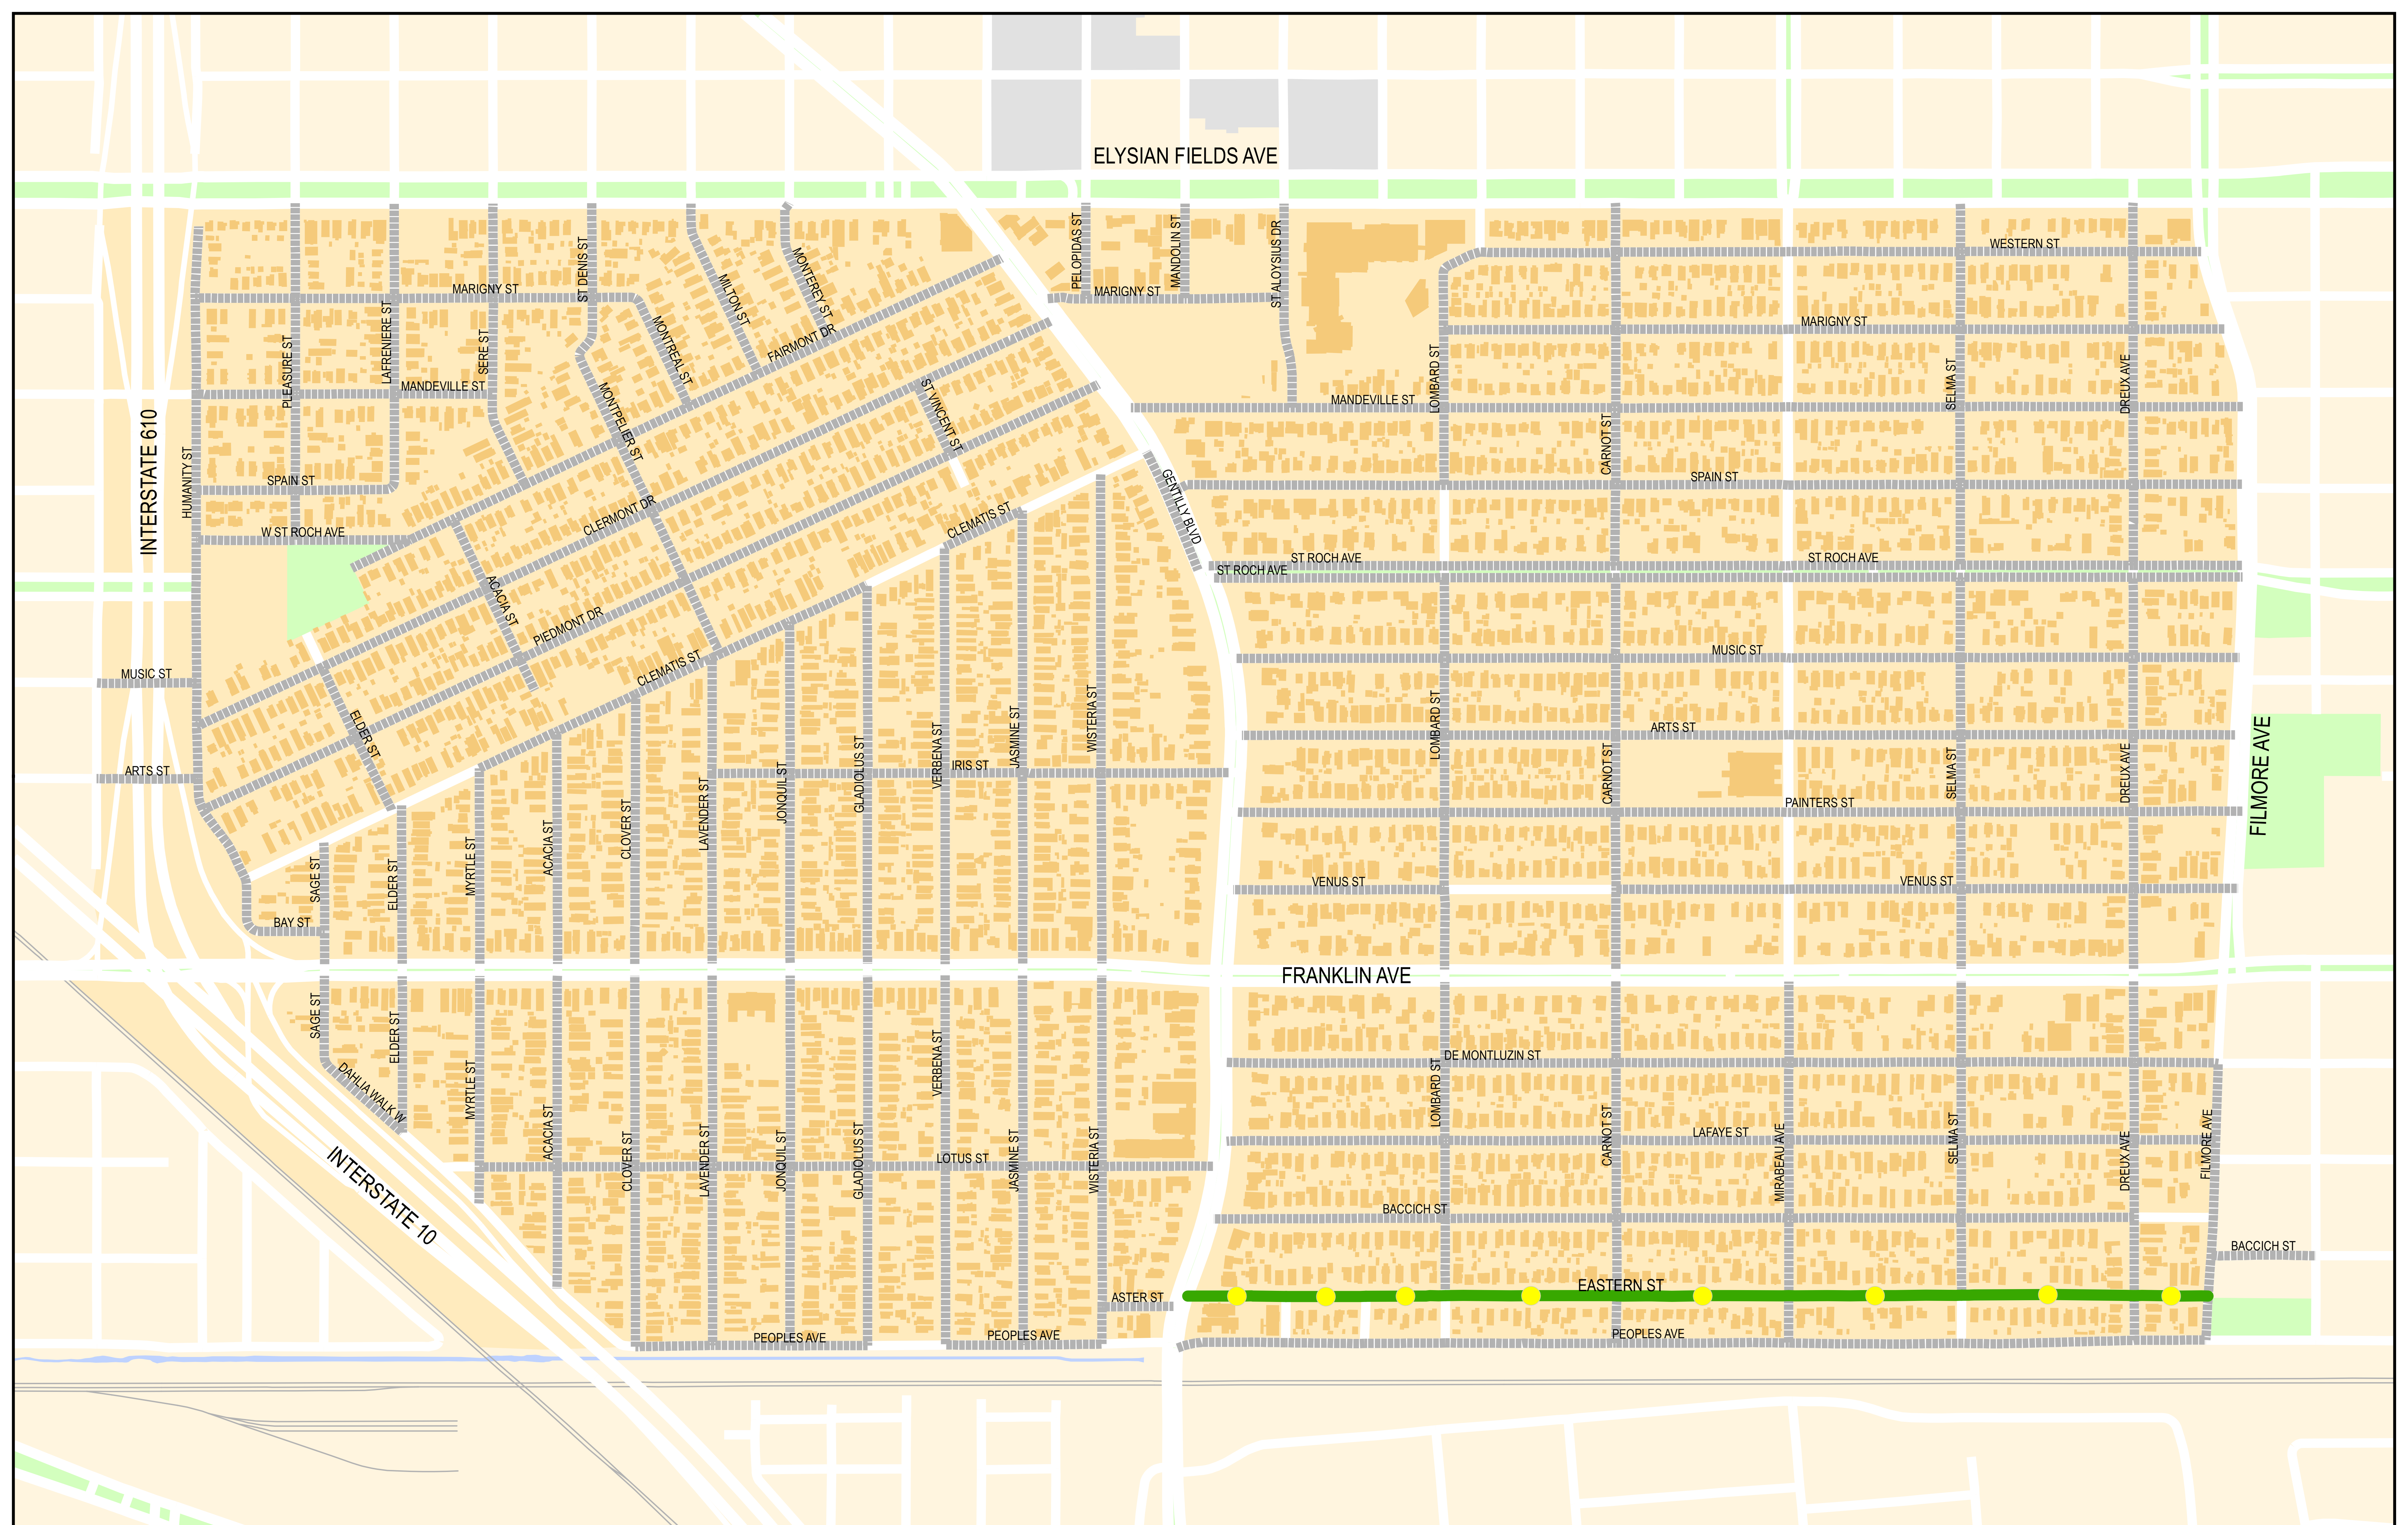 ELYSIAN FIELDS AVE
PELOPIDAS ST
MANDOLIN ST
ST ALOYSIUS DR
WESTERN ST
ST DENIS ST
MILTON ST
MONTEREY ST
MARIGNY ST
MARIGNY ST
MARIGNY ST
PLEASURE ST
LAFRENIERE ST
SERE ST
MONTREAL ST
FAIRMONT DR
LOMBARD ST
SELMA ST
DREUX AVE
MANDEVILLE ST
MANDEVILLE ST
MONTPELIER ST
ST VINCENT ST
CARNOT ST
INTERSTATE 610
HUMANITY ST
SPAIN ST
SPAIN ST
GENTILLY BLVD
W ST ROCH AVE
CLERMONT DR
CLEMATIS ST
ST ROCH AVE
ST ROCH AVE
ST ROCH AVE
ACACIA ST
PIEDMONT DR
MUSIC ST
MUSIC ST
CLEMATIS ST
ELDER ST
WISTERIA ST
VERBENA ST
JASMINE ST
LOMBARD ST
ARTS ST
CARNOT ST
SELMA ST
DREUX AVE
FILMORE AVE
ARTS ST
IRIS ST
GLADIOLUS ST
JONQUIL ST
LAVENDER ST
CLOVER ST
ACACIA ST
MYRTLE ST
PAINTERS ST
SAGE ST
ELDER ST
VENUS ST
VENUS ST
BAY ST
FRANKLIN AVE
SAGE ST
ELDER ST
DAHLIA WALK W
MYRTLE ST
ACACIA ST
CLOVER ST
LAVENDER ST
JONQUIL ST
GLADIOLUS ST
VERBENA ST
JASMINE ST
WISTERIA ST
DE MONTLUZIN ST
LOMBARD ST
CARNOT ST
LAFAYE ST
MIRABEAU AVE
SELMA ST
DREUX AVE
FILMORE AVE
LOTUS ST
INTERSTATE 10
BACCICH ST
BACCICH ST
EASTERN ST
ASTER ST
PEOPLES AVE
PEOPLES AVE
PEOPLES AVE